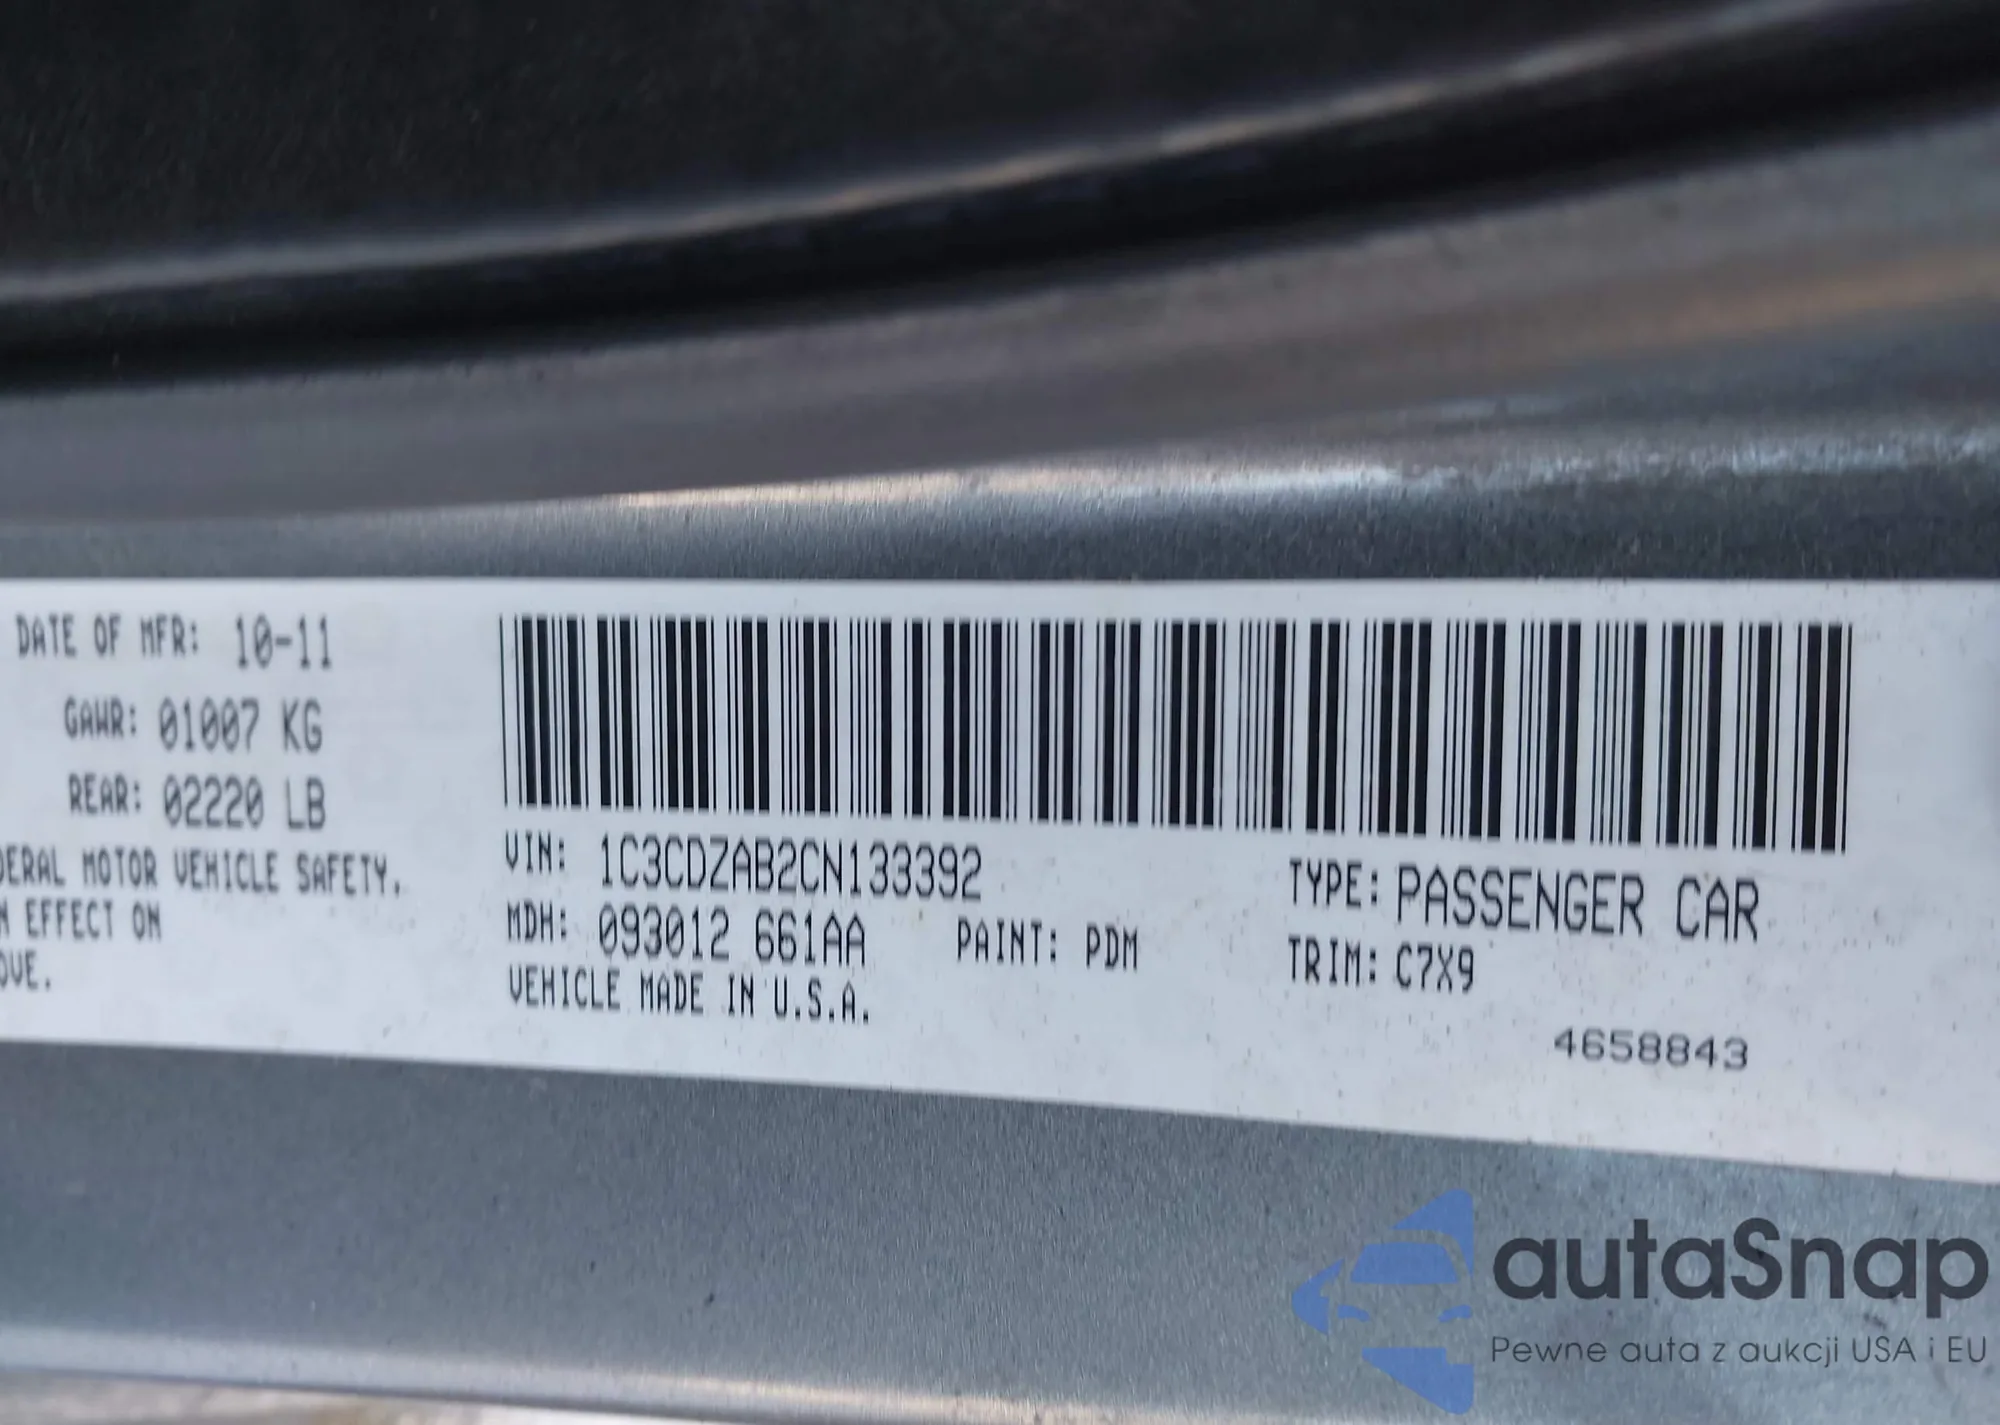 DATE OF MFR: 10-11
GAWR: 01007 KG
REAR: 02220 LB
DERAL MOTOR VEHICLE SAFETY,
N EFFECT ON
OVE.
VIN: 1C3CDZAB2CN133392
MDH: 093012 661AA PAINT: PDM
VEHICLE MADE IN U.S.A.
TYPE: PASSENGER CAR
TRIM: C7X9
4658843
autaSnap
Pewne auta z aukcji USA i EU